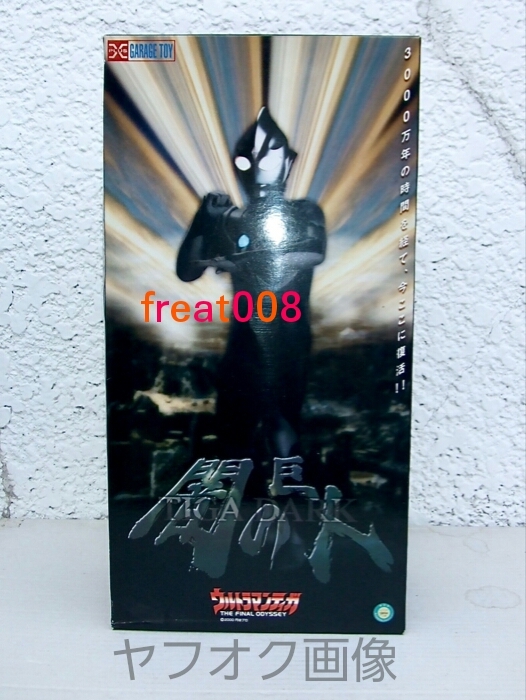 GARAGE TOY
3000万年の時間を経て、今ここに復活!
freat008
闇の巨人
TIGA DARK
ウルトラマンティガ
THE FINAL ODYSSEY
ヤフオク画像